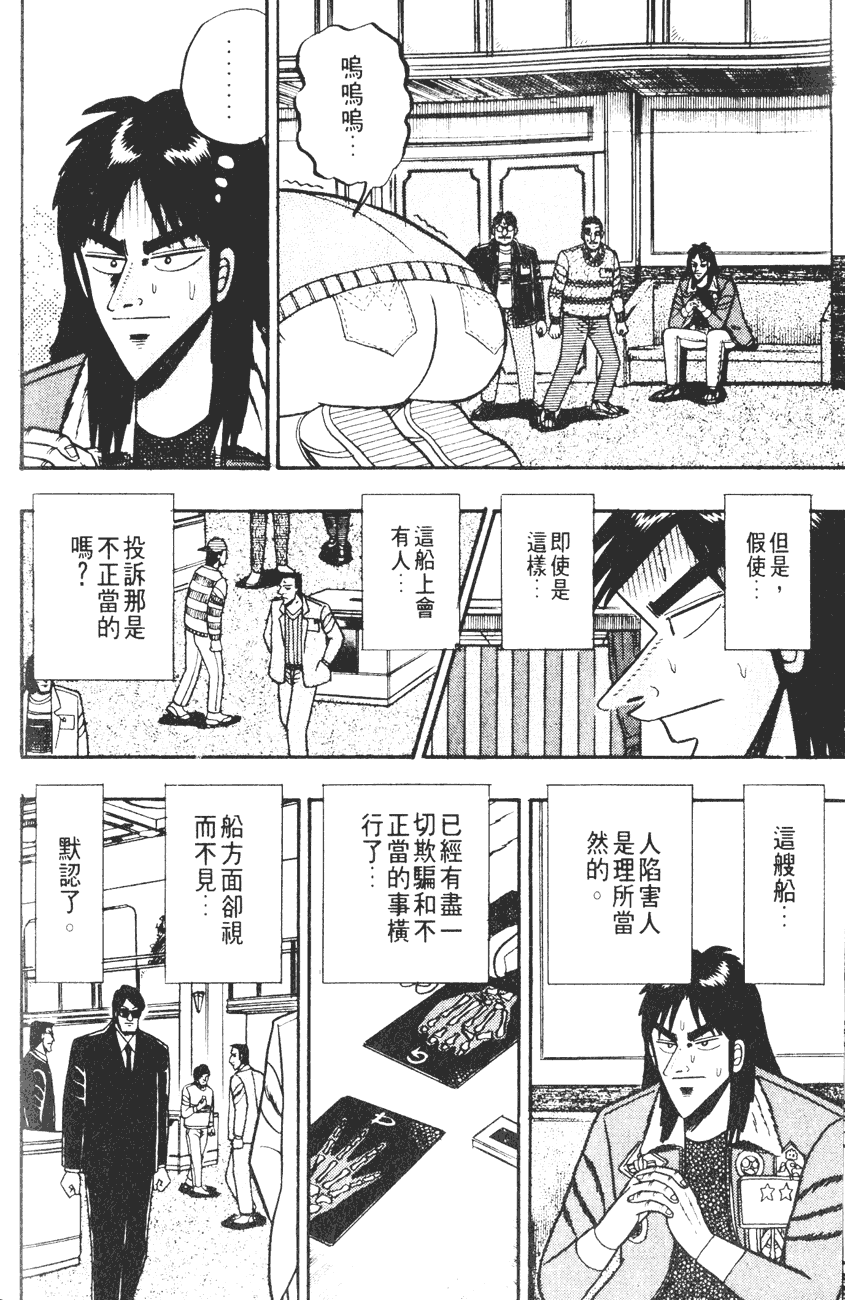 嗚嗚嗚…
……
但是，
假使…
即使是
這樣…
這船上會
有人…
投訴那是
不正當的
嗎？
這艘船…
人陷害人
是理所當
然的。
已經有盡一
切欺騙和不
正當的事橫
行了…
船方面卻視
而不見…
默認了。